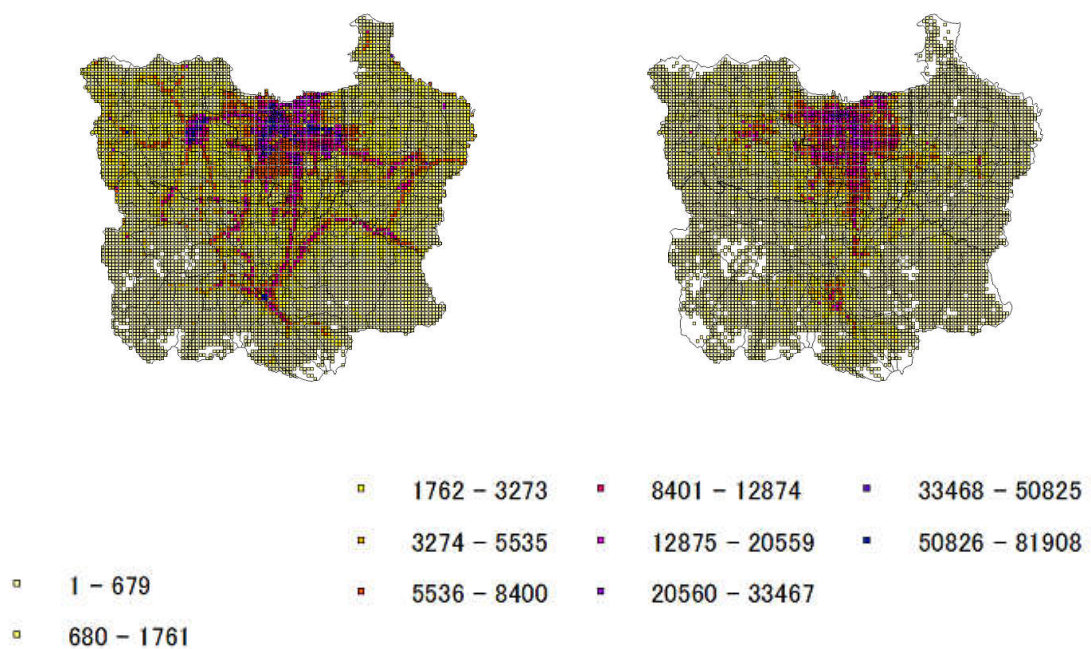 1762 – 3273 8401 – 12874 33468 – 50825
3274 – 5535 12875 – 20559 50826 – 81908
1 – 679
5536 – 8400 20560 – 33467
680 – 1761